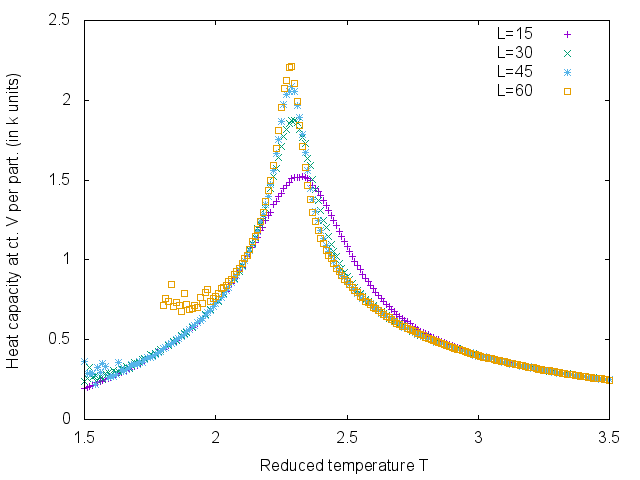 Heat capacity at ct. V per part. (in k units)
2.5
2
1.5
1
0.5
0
L=15
L=30
L=45
L=60
1.5 2 2.5 3 3.5
Reduced temperature T